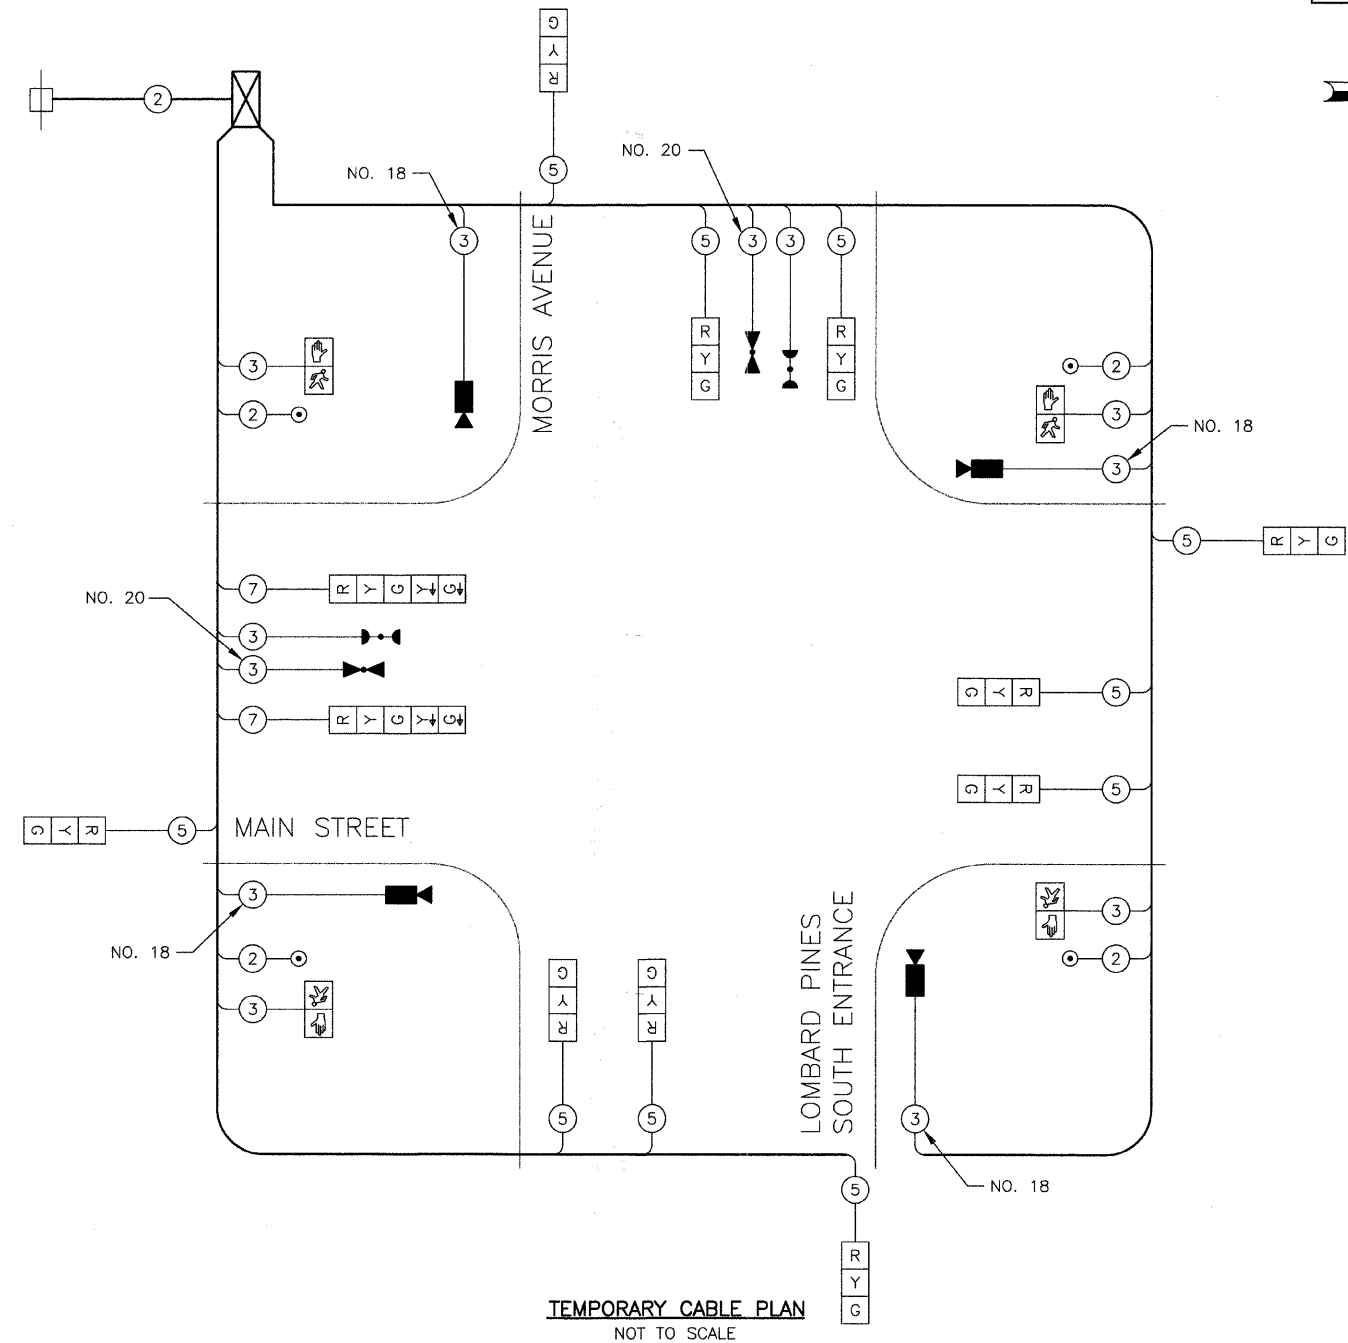 G
Y
R
2
5
NO. 18
NO. 20
3
5
3
3
5
MORRIS AVENUE
R
Y
G
R
Y
G
3
2
2
3
NO. 18
3
5
R Y G
7
R Y G Y G
NO. 20
3
3
7
R Y G Y G
G Y R
5
G Y R
5
G Y R
5
MAIN STREET
3
NO. 18
2
3
3
2
LOMBARD PINES
SOUTH ENTRANCE
G
Y
R
G
Y
R
5
5
3
NO. 18
5
R
Y
G
TEMPORARY CABLE PLAN
NOT TO SCALE